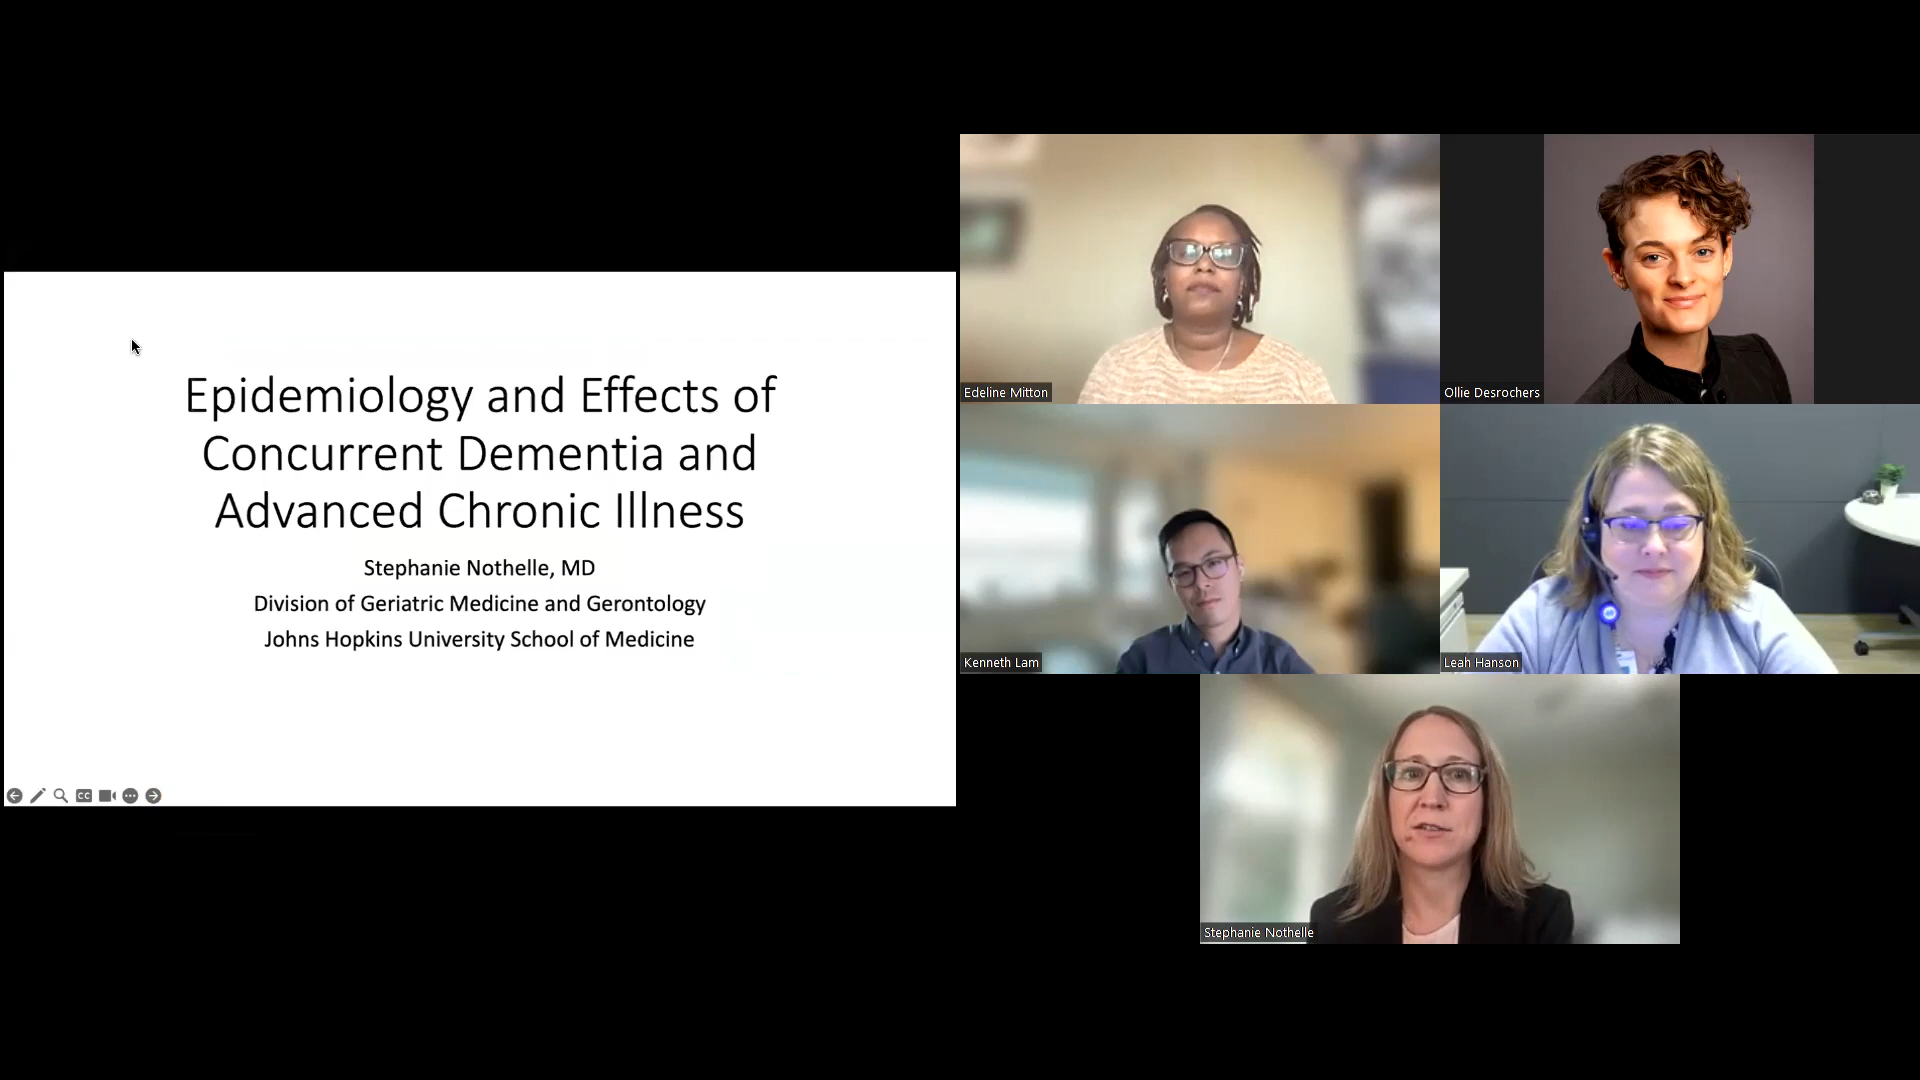 Epidemiology and Effects of
Concurrent Dementia and
Advanced Chronic Illness
Stephanie Nothelle, MD
Division of Geriatric Medicine and Gerontology
Johns Hopkins University School of Medicine
CC
Edeline Mitton
Ollie Desrochers
Kenneth Lam
Leah Hanson
Stephanie Nothelle